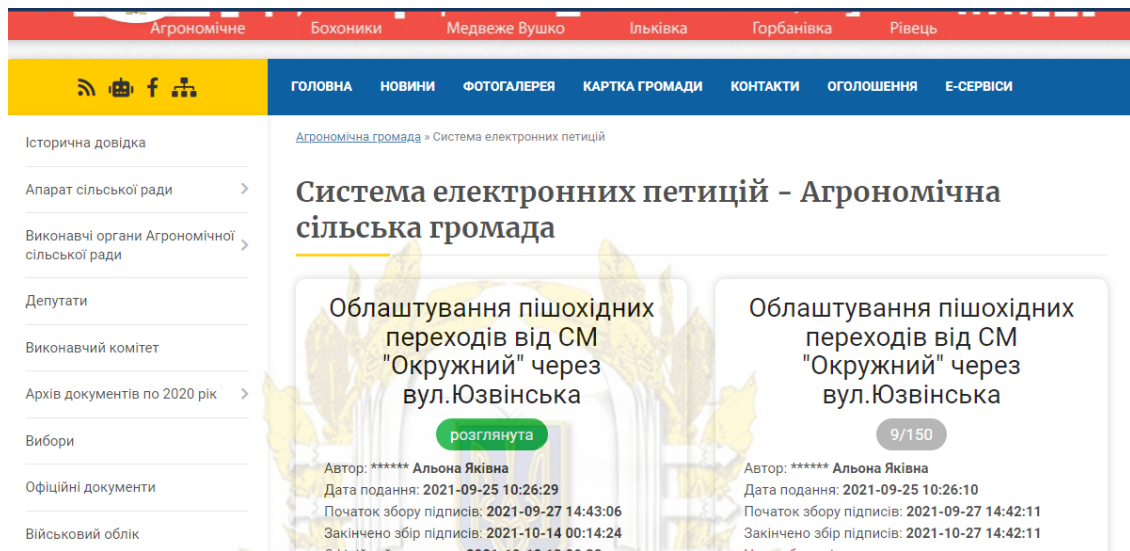 Агрономічне Бохоники Медвеже Вушко Ільківка Горбанівка Рівець
ГОЛОВНА НОВИНИ ФОТОГАЛЕРЕЯ КАРТКА ГРОМАДИ КОНТАКТИ ОГОЛОШЕННЯ Е-СЕРВІСИ
Історична довідка
Апарат сільської ради
Виконавчі органи Агрономічної
сільської ради
Депутати
Виконавчий комітет
Архів документів по 2020 рік
Вибори
Офіційні документи
Військовий облік
Агрономічна громада » Система електронних петицій
Система електронних петицій – Агрономічна
сільська громада
Облаштування пішохідних
переходів від СМ
"Окружний" через
вул.Юзвінська
розглянута
Автор: ****** Альона Яківна
Дата подання: 2021-09-25 10:26:29
Початок збору підписів: 2021-09-27 14:43:06
Закінчено збір підписів: 2021-10-14 00:14:24
Облаштування пішохідних
переходів від СМ
"Окружний" через
вул.Юзвінська
9/150
Автор: ****** Альона Яківна
Дата подання: 2021-09-25 10:26:10
Початок збору підписів: 2021-09-27 14:42:11
Закінчено збір підписів: 2021-10-27 14:42:11